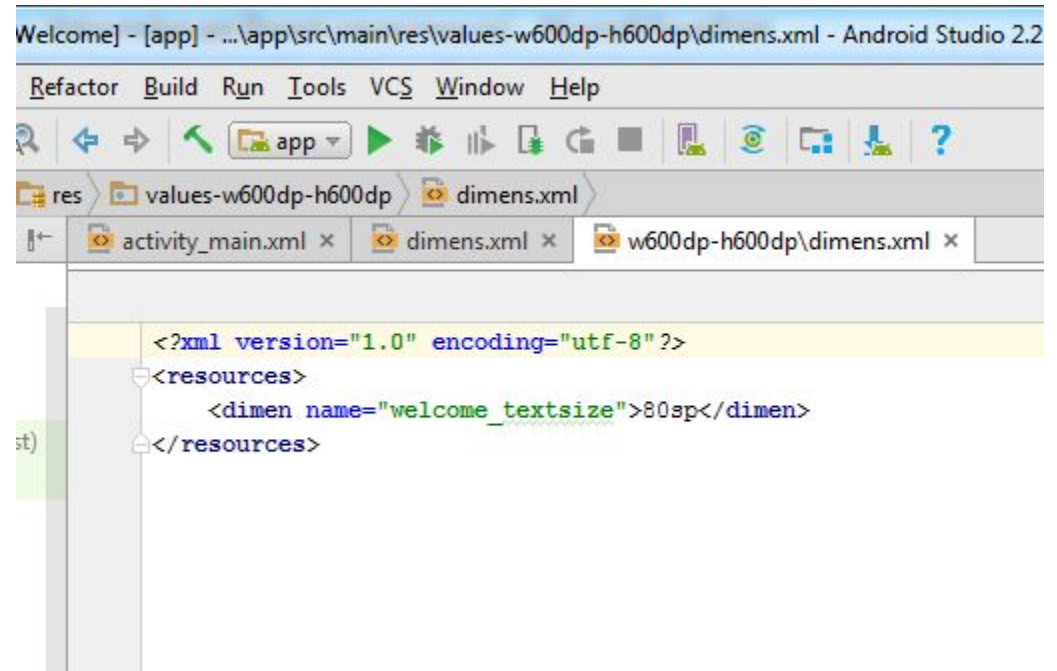 Welcome] - [app] - ...\app\src\main\res\values-w600dp-h600dp\dimens.xml - Android Studio 2.2
Refactor Build Run Tools VCS Window Help
app ?
res values-w600dp-h600dp dimens.xml
activity_main.xml × dimens.xml × w600dp-h600dp\dimens.xml ×
<?xml version="1.0" encoding="utf-8"?>
<resources>
<dimen name="welcome_textsize">80sp</dimen>
st)
</resources>